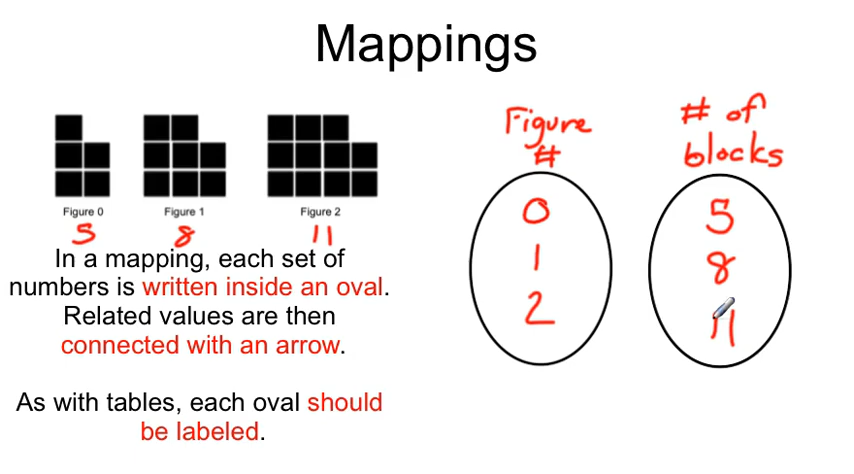 Mappings
Figure 0
Figure 1
Figure 2
5
8
11
In a mapping, each set of
numbers is written inside an oval.
Related values are then
connected with an arrow.
As with tables, each oval should
be labeled.
Figure
#
0
1
2
# of
blocks
5
8
11